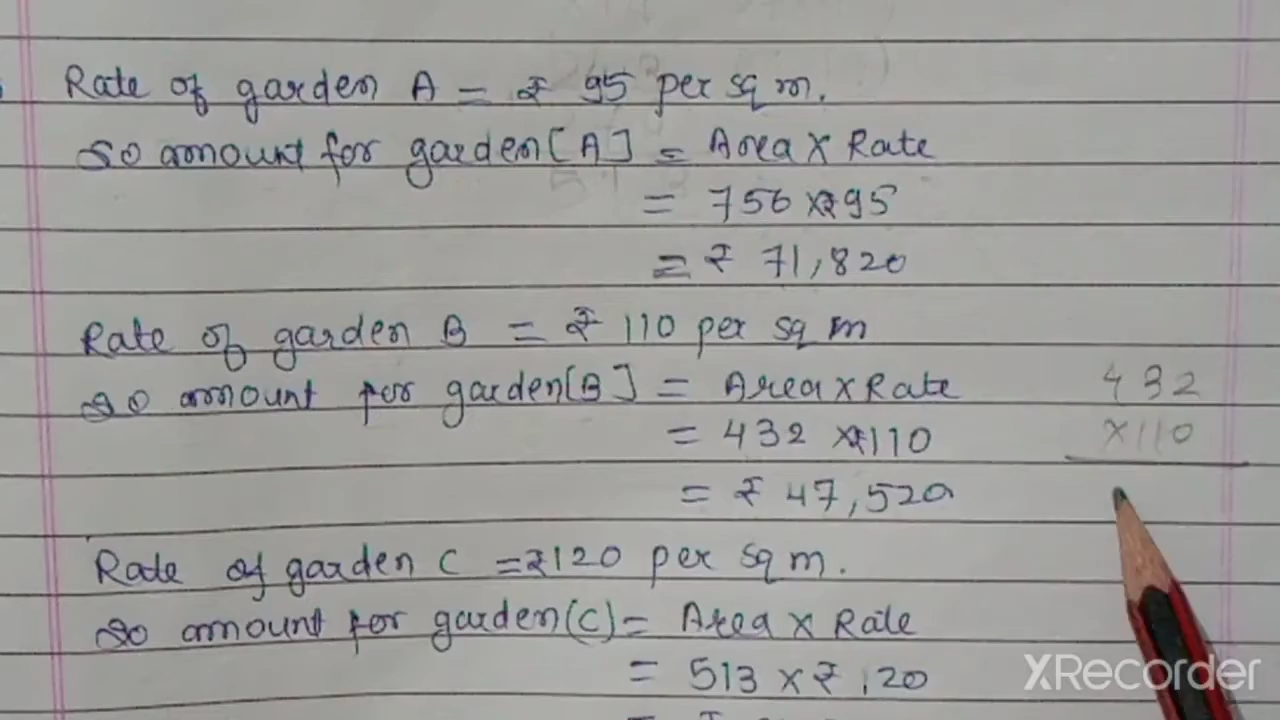 Rate of garden A = ₹ 95 per sq m.
So amount for garden [A] = Area x Rate
= 756 x ₹95
= ₹ 71,820
Rate of garden B = ₹ 110 per sq m
So amount for garden [B] = Area x Rate
432
= 432 x ₹110
x110
= ₹ 47,520
Rate of garden C = ₹120 per sq m.
So amount for garden (C) = Area x Rate
= 513 x ₹ 120
XRecorder